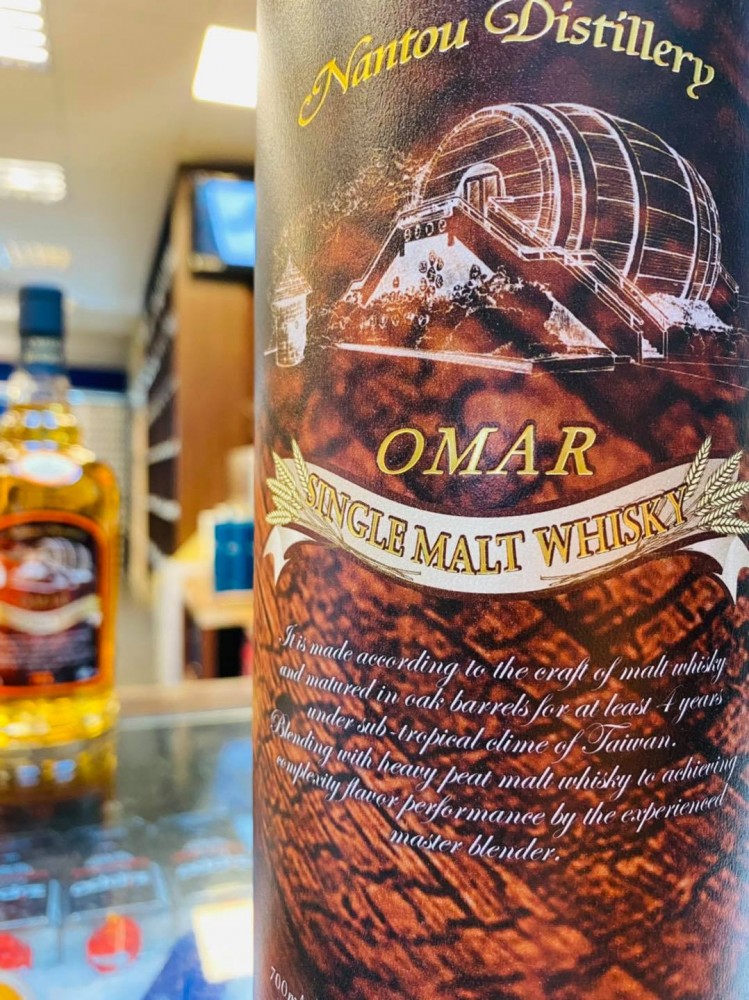 Nantou Distillery
OMAR
SINGLE MALT WHISKY
It is made according to the craft of malt whisky
and matured in oak barrels for at least 4 years
under sub-tropical clime of Taiwan.
Blending with heavy peat malt whisky to achieving
complexity flavor performance by the experienced
master blender.
700m
OMAR